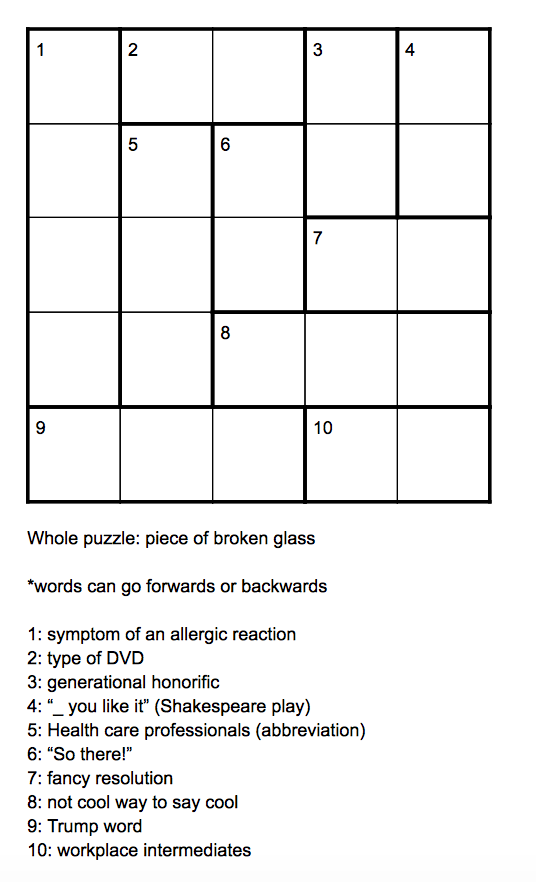 1 2 3 4
5 6
7
8
9 10
Whole puzzle: piece of broken glass
*words can go forwards or backwards
1: symptom of an allergic reaction
2: type of DVD
3: generational honorific
4: “_ you like it” (Shakespeare play)
5: Health care professionals (abbreviation)
6: “So there!”
7: fancy resolution
8: not cool way to say cool
9: Trump word
10: workplace intermediates